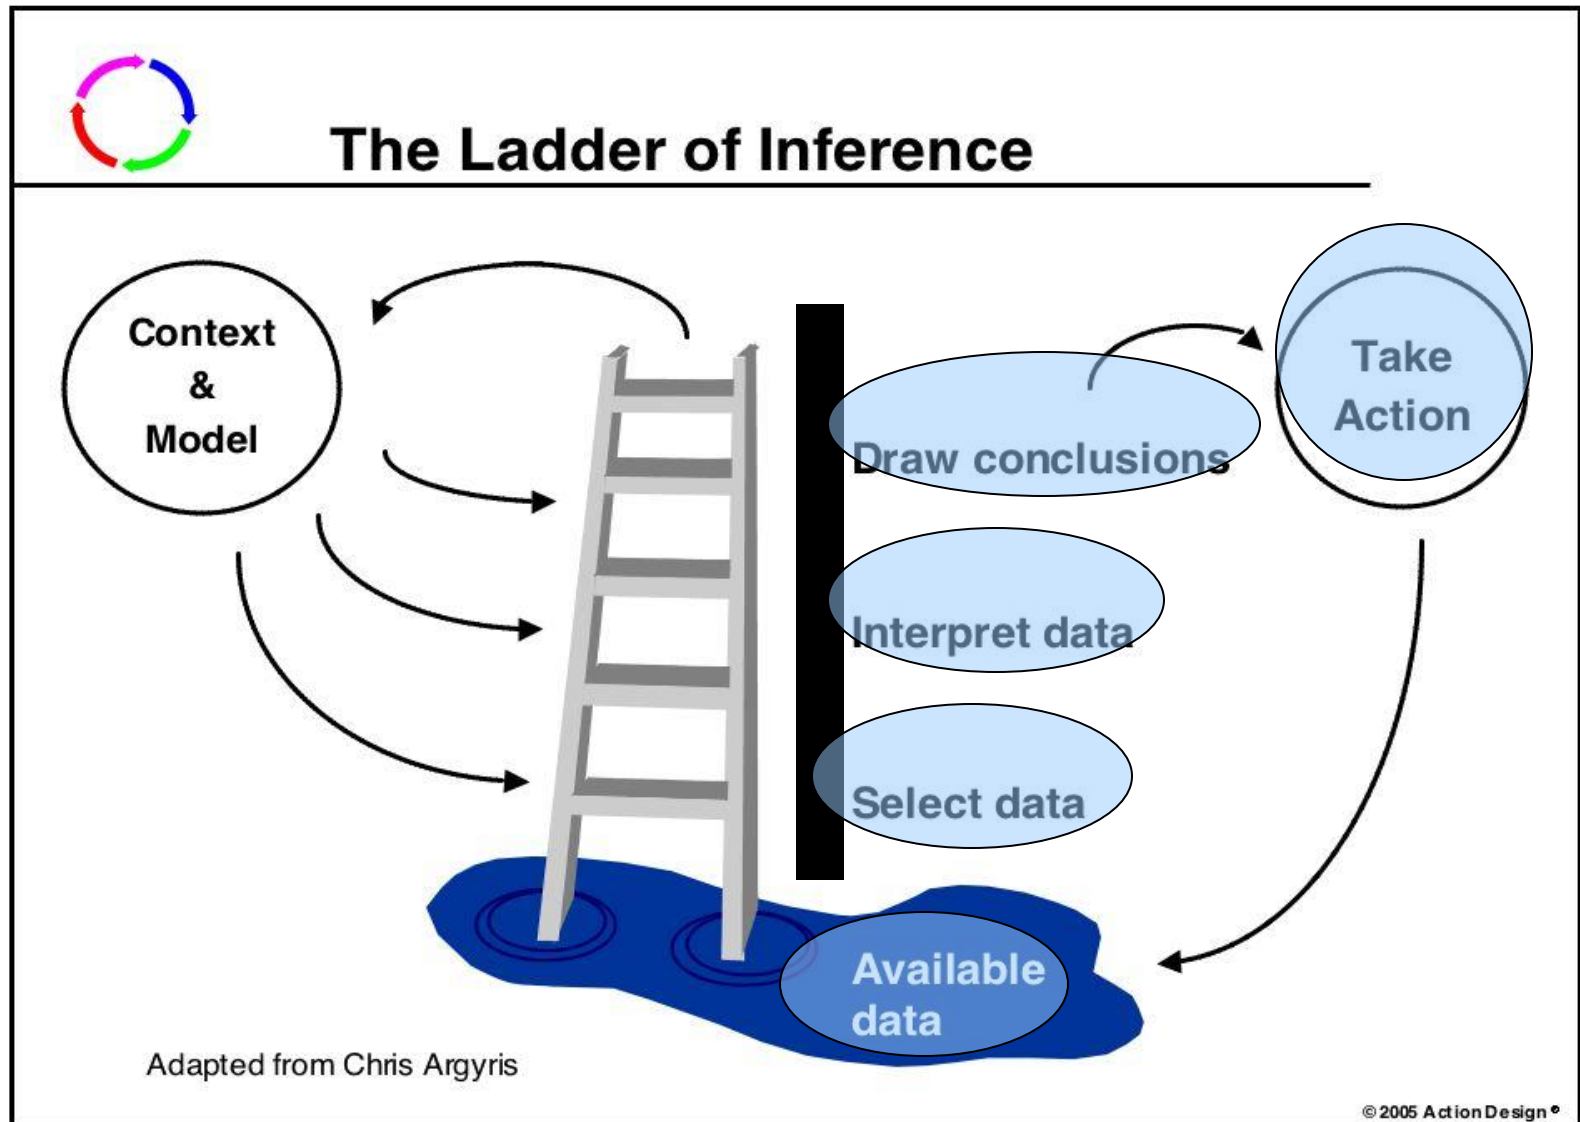 The Ladder of Inference
Context
&
Model
Take
Action
Draw conclusions
Interpret data
Select data
Available
data
Adapted from Chris Argyris
© 2005 Action Design ®